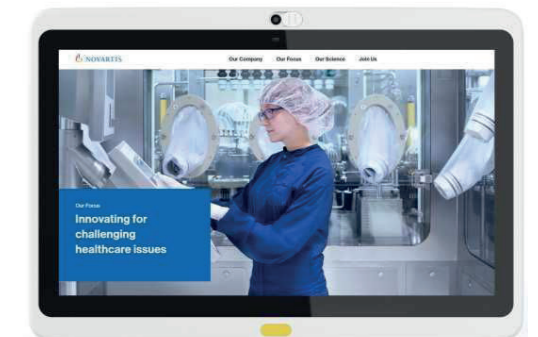 NOVARTIS
Our Company Our Focus Our Science Join Us
Our Focus
Innovating for
challenging
healthcare issues